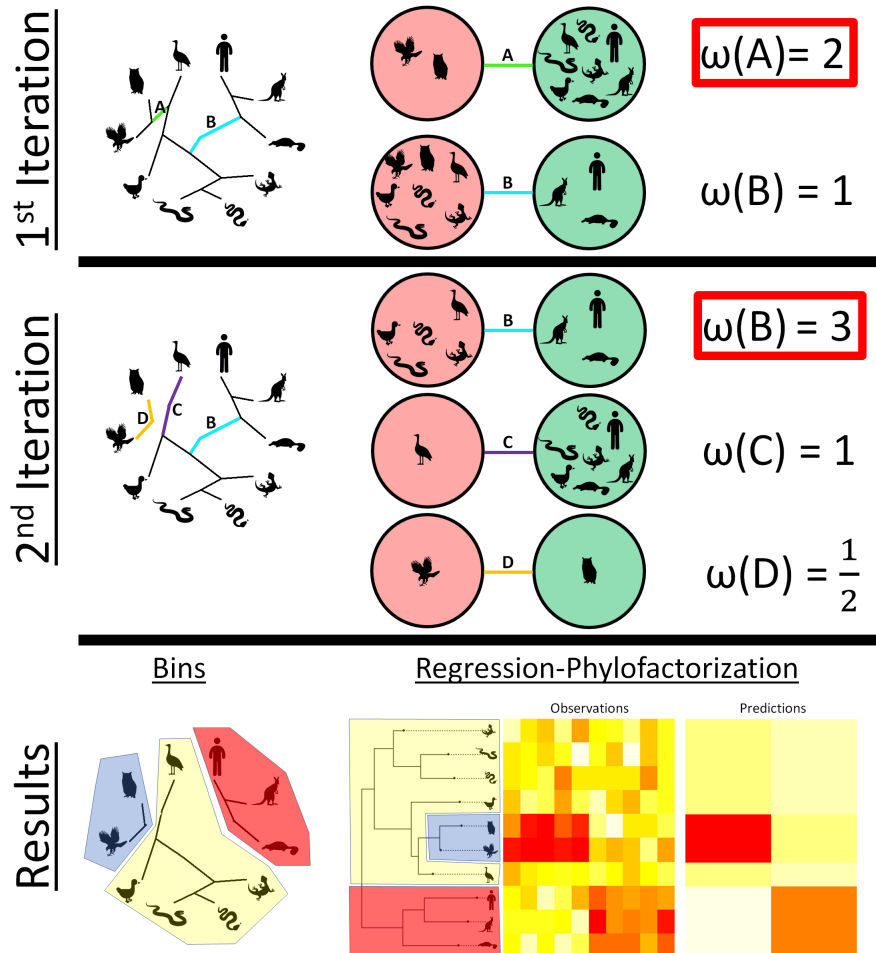 1st Iteration
A
B
A
ω(A)= 2
B
ω(B) = 1
2nd Iteration
D
C
B
B
ω(B) = 3
C
ω(C) = 1
D
ω(D) = 1/2
Results
Bins
Regression-Phylofactorization
Observations
Predictions